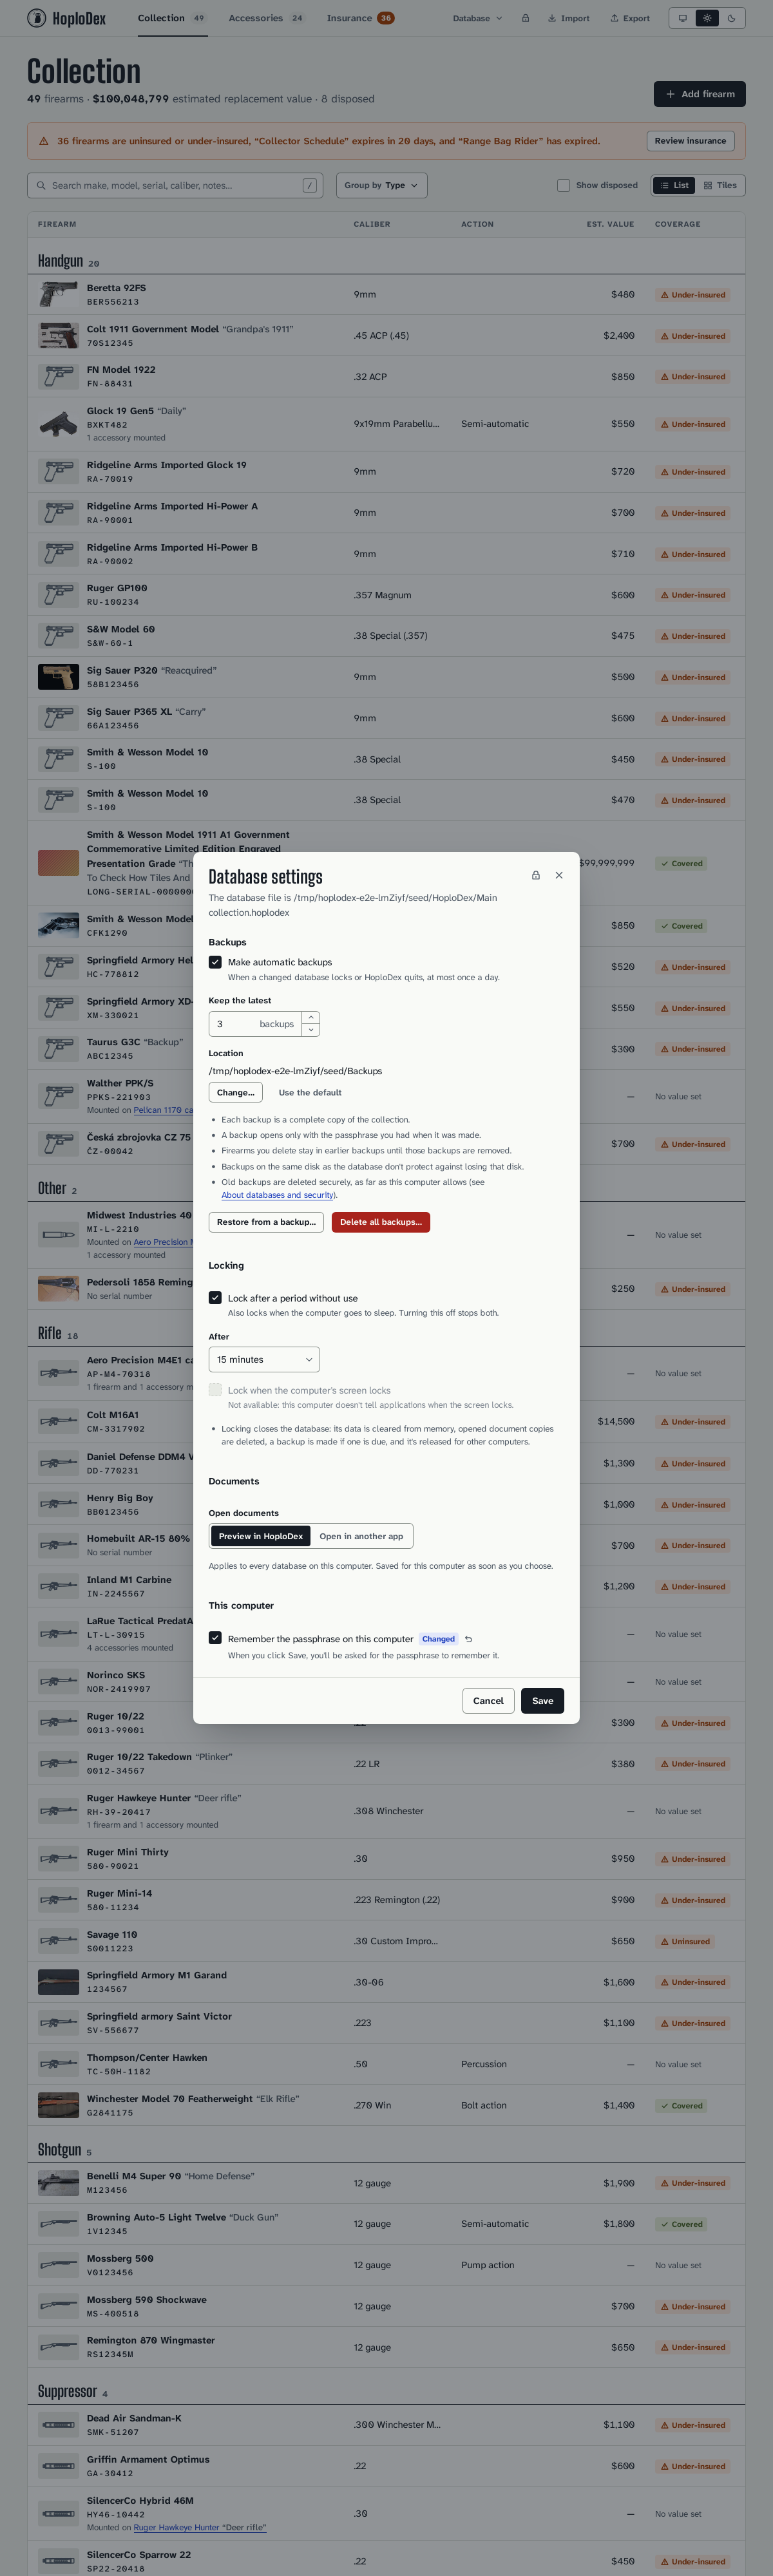 HoploDex
Collection 49
Accessories 24
Insurance 36
Database
Import
Export
Collection
49 firearms · $100,048,799 estimated replacement value · 8 disposed
Add firearm
36 firearms are uninsured or under-insured, “Collector Schedule” expires in 20 days, and “Range Bag Rider” has expired.
Review insurance
Search make, model, serial, caliber, notes… /
Group by Type
Show disposed
List
Tiles
FIREARM CALIBER ACTION EST. VALUE COVERAGE
Handgun 20
Beretta 92FS
BER556213
9mm $480 Under-insured
Colt 1911 Government Model “Grandpa's 1911”
70S12345
.45 ACP (.45) $2,400 Under-insured
FN Model 1922
FN-88431
.32 ACP $850 Under-insured
Glock 19 Gen5 “Daily”
BXKT482
1 accessory mounted
9x19mm Parabellu… Semi-automatic $550 Under-insured
Ridgeline Arms Imported Glock 19
RA-70019
9mm $720 Under-insured
Ridgeline Arms Imported Hi-Power A
RA-90001
9mm $700 Under-insured
Ridgeline Arms Imported Hi-Power B
RA-90002
9mm $710 Under-insured
Ruger GP100
RU-100234
.357 Magnum $600 Under-insured
S&W Model 60
S&W-60-1
.38 Special (.357) $475 Under-insured
Sig Sauer P320 “Reacquired”
58B123456
9mm $500 Under-insured
Sig Sauer P365 XL “Carry”
66A123456
9mm $600 Under-insured
Smith & Wesson Model 10
S-100
.38 Special $450 Under-insured
Smith & Wesson Model 10
S-100
.38 Special $470 Under-insured
Smith & Wesson Model 1911 A1 Government
Commemorative Limited Edition Engraved
Presentation Grade “Th
To Check How Tiles And
LONG-SERIAL-000000
$99,999,999 Covered
Smith & Wesson Model
CFK1290
$850 Covered
Springfield Armory Hel
HC-778812
$520 Under-insured
Springfield Armory XD-
XM-330021
$550 Under-insured
Taurus G3C “Backup”
ABC12345
$300 Under-insured
Walther PPK/S
PPKS-221903
Mounted on Pelican 1170 ca
— No value set
Česká zbrojovka CZ 75
ČZ-00042
$700 Under-insured
Other 2
Midwest Industries 40
MI-L-2210
Mounted on Aero Precision M
1 accessory mounted
— No value set
Pedersoli 1858 Reming
No serial number
$250 Under-insured
Rifle 18
Aero Precision M4E1 ca
AP-M4-70318
1 firearm and 1 accessory m
— No value set
Colt M16A1
CM-3317902
$14,500 Under-insured
Daniel Defense DDM4 V
DD-770231
$1,300 Under-insured
Henry Big Boy
BB0123456
$1,000 Under-insured
Homebuilt AR-15 80%
No serial number
$700 Under-insured
Inland M1 Carbine
IN-2245567
$1,200 Under-insured
LaRue Tactical PredatA
LT-L-30915
4 accessories mounted
— No value set
Norinco SKS
NOR-2419907
— No value set
Ruger 10/22
0013-99001
.22 $300 Under-insured
Ruger 10/22 Takedown “Plinker”
0012-34567
.22 LR $380 Under-insured
Ruger Hawkeye Hunter “Deer rifle”
RH-39-20417
1 firearm and 1 accessory mounted
.308 Winchester — No value set
Ruger Mini Thirty
580-90021
.30 $950 Under-insured
Ruger Mini-14
580-11234
.223 Remington (.22) $900 Under-insured
Savage 110
S0011223
.30 Custom Impro… $650 Uninsured
Springfield Armory M1 Garand
1234567
.30-06 $1,600 Under-insured
Springfield armory Saint Victor
SV-556677
.223 $1,100 Under-insured
Thompson/Center Hawken
TC-50H-1182
.50 Percussion — No value set
Winchester Model 70 Featherweight “Elk Rifle”
G2841175
.270 Win Bolt action $1,400 Covered
Shotgun 5
Benelli M4 Super 90 “Home Defense”
M123456
12 gauge $1,900 Under-insured
Browning Auto-5 Light Twelve “Duck Gun”
1V12345
12 gauge Semi-automatic $1,800 Covered
Mossberg 500
V0123456
12 gauge Pump action — No value set
Mossberg 590 Shockwave
MS-400518
12 gauge $700 Under-insured
Remington 870 Wingmaster
RS12345M
12 gauge $650 Under-insured
Suppressor 4
Dead Air Sandman-K
SMK-51207
.300 Winchester M… $1,100 Under-insured
Griffin Armament Optimus
GA-30412
.22 $600 Under-insured
SilencerCo Hybrid 46M
HY46-10442
Mounted on Ruger Hawkeye Hunter “Deer rifle”
.30 — No value set
SilencerCo Sparrow 22
SP22-20418
.22 $450 Under-insured
Database settings
The database file is /tmp/hoplodex-e2e-lmZiyf/seed/HoploDex/Main
collection.hoplodex
Backups
Make automatic backups
When a changed database locks or HoploDex quits, at most once a day.
Keep the latest
3 backups
Location
/tmp/hoplodex-e2e-lmZiyf/seed/Backups
Change…
Use the default
• Each backup is a complete copy of the collection.
• A backup opens only with the passphrase you had when it was made.
• Firearms you delete stay in earlier backups until those backups are removed.
• Backups on the same disk as the database don't protect against losing that disk.
• Old backups are deleted securely, as far as this computer allows (see
About databases and security).
Restore from a backup…
Delete all backups…
Locking
Lock after a period without use
Also locks when the computer goes to sleep. Turning this off stops both.
After
15 minutes
Lock when the computer's screen locks
Not available: this computer doesn't tell applications when the screen locks.
• Locking closes the database: its data is cleared from memory, opened document copies
are deleted, a backup is made if one is due, and it's released for other computers.
Documents
Open documents
Preview in HoploDex
Open in another app
Applies to every database on this computer. Saved for this computer as soon as you choose.
This computer
Remember the passphrase on this computer Changed
When you click Save, you'll be asked for the passphrase to remember it.
Cancel
Save